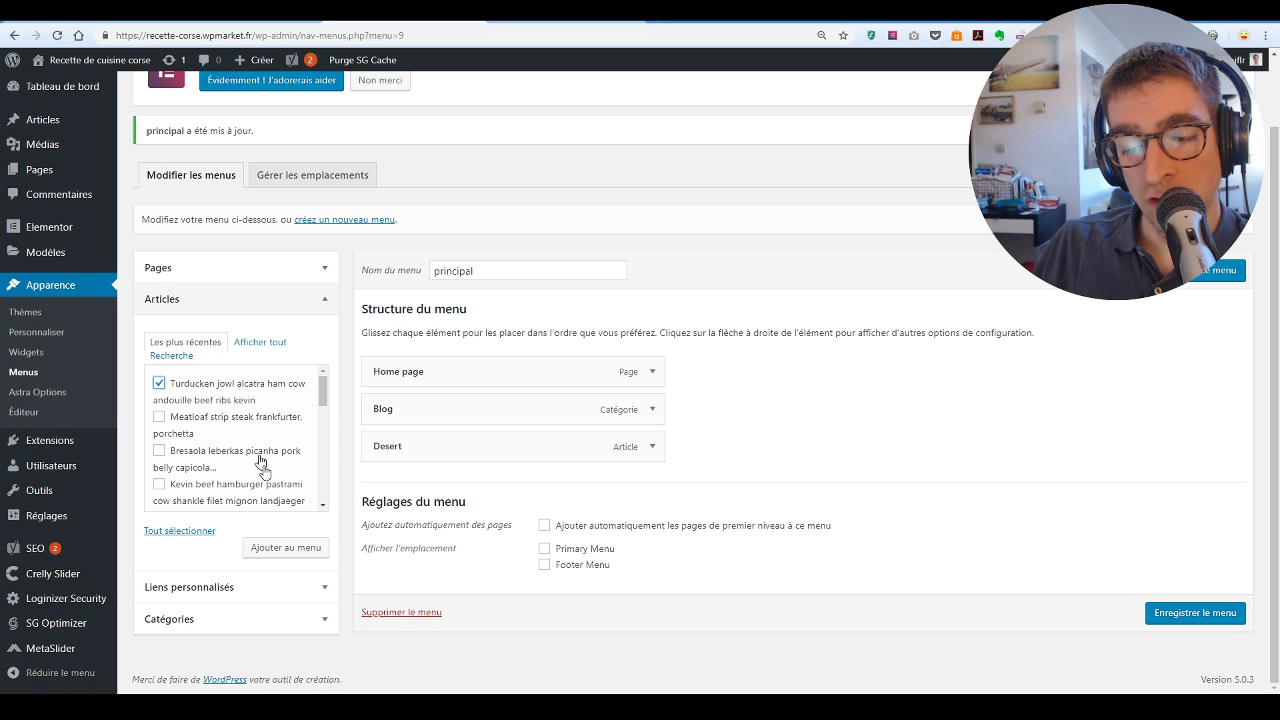 https://recette-corse.wpmarket.fr/wp-admin/nav-menus.php?menu=9
Recette de cuisine corse 1 0 Créer 2 Purge SG Cache
Tableau de bord
Articles
Médias
Pages
Commentaires
Elementor
Modèles
Apparence
Thèmes
Personnaliser
Widgets
Menus
Astra Options
Éditeur
Extensions
Utilisateurs
Outils
Réglages
SEO 2
Crelly Slider
Loginizer Security
SG Optimizer
MetaSlider
Réduire le menu
Évidemment ! J'adorerais aider
Non merci
principal a été mis à jour.
Modifier les menus
Gérer les emplacements
Modifiez votre menu ci-dessous, ou créez un nouveau menu.
Pages
Articles
Les plus récentes
Afficher tout
Recherche
Turducken jowl alcatra ham cow
andouille beef ribs kevin
Meatloaf strip steak frankfurter,
porchetta
Bresaola leberkas picanha pork
belly capicola...
Kevin beef hamburger pastrami
cow shankle filet mignon landjaeger
Tout sélectionner
Ajouter au menu
Liens personnalisés
Catégories
Nom du menu principal
menu
Structure du menu
Glissez chaque élément pour les placer dans l'ordre que vous préférez. Cliquez sur la flèche à droite de l'élément pour afficher d'autres options de configuration.
Home page Page
Blog Catégorie
Desert Article
Réglages du menu
Ajoutez automatiquement des pages
Ajouter automatiquement les pages de premier niveau à ce menu
Afficher l'emplacement
Primary Menu
Footer Menu
Supprimer le menu
Enregistrer le menu
Merci de faire de WordPress votre outil de création.
Version 5.0.3